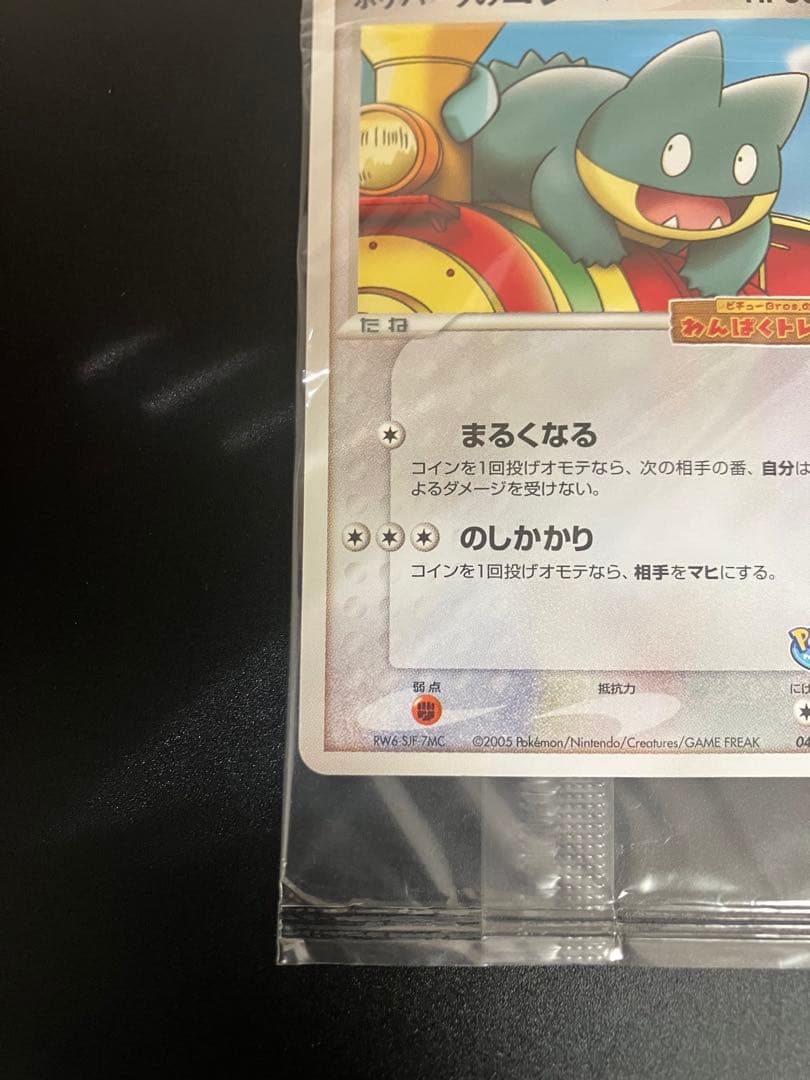 たね
ピチューBros.の
わんぱくトレ
まるくなる
コインを1回投げオモテなら、次の相手の番、自分は
よるダメージを受けない。
のしかかり
コインを1回投げオモテなら、相手をマヒにする。
弱点 抵抗力 にげ
RW6-SJF-7MC ©2005 Pokémon/Nintendo/Creatures/GAME FREAK 04